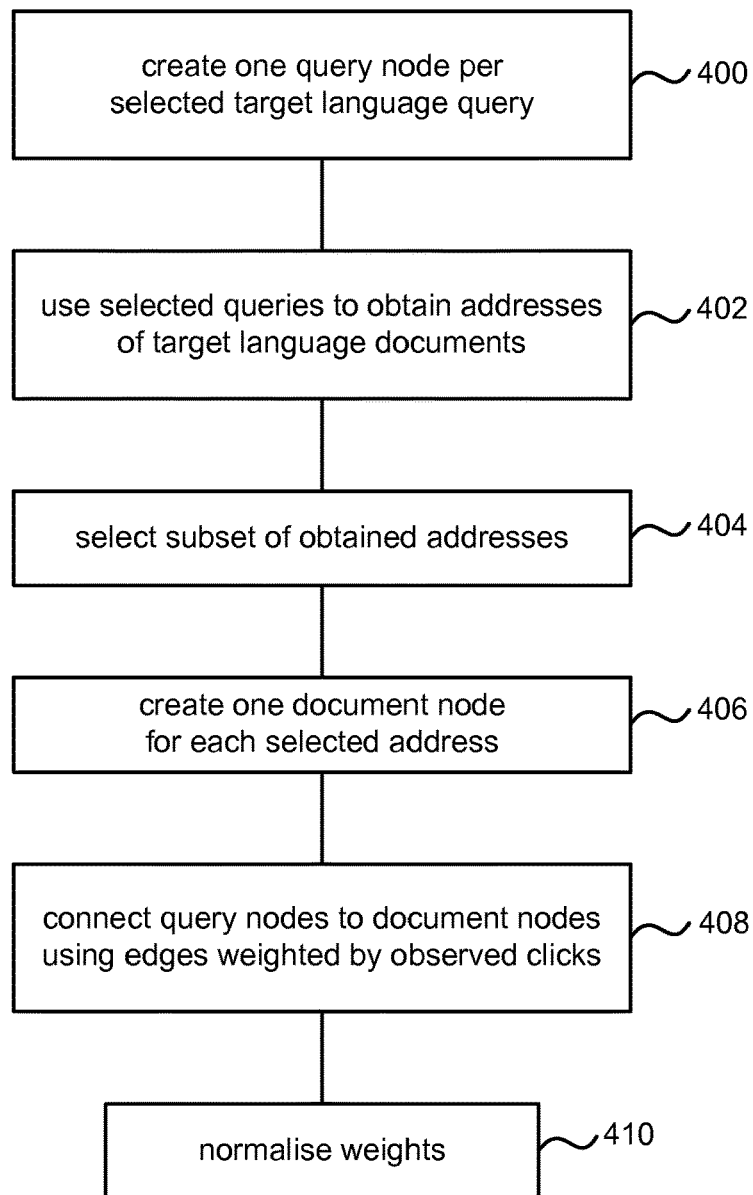 create one query node per
selected target language query
400
use selected queries to obtain addresses
of target language documents
402
select subset of obtained addresses
404
create one document node
for each selected address
406
connect query nodes to document nodes
using edges weighted by observed clicks
408
normalise weights
410